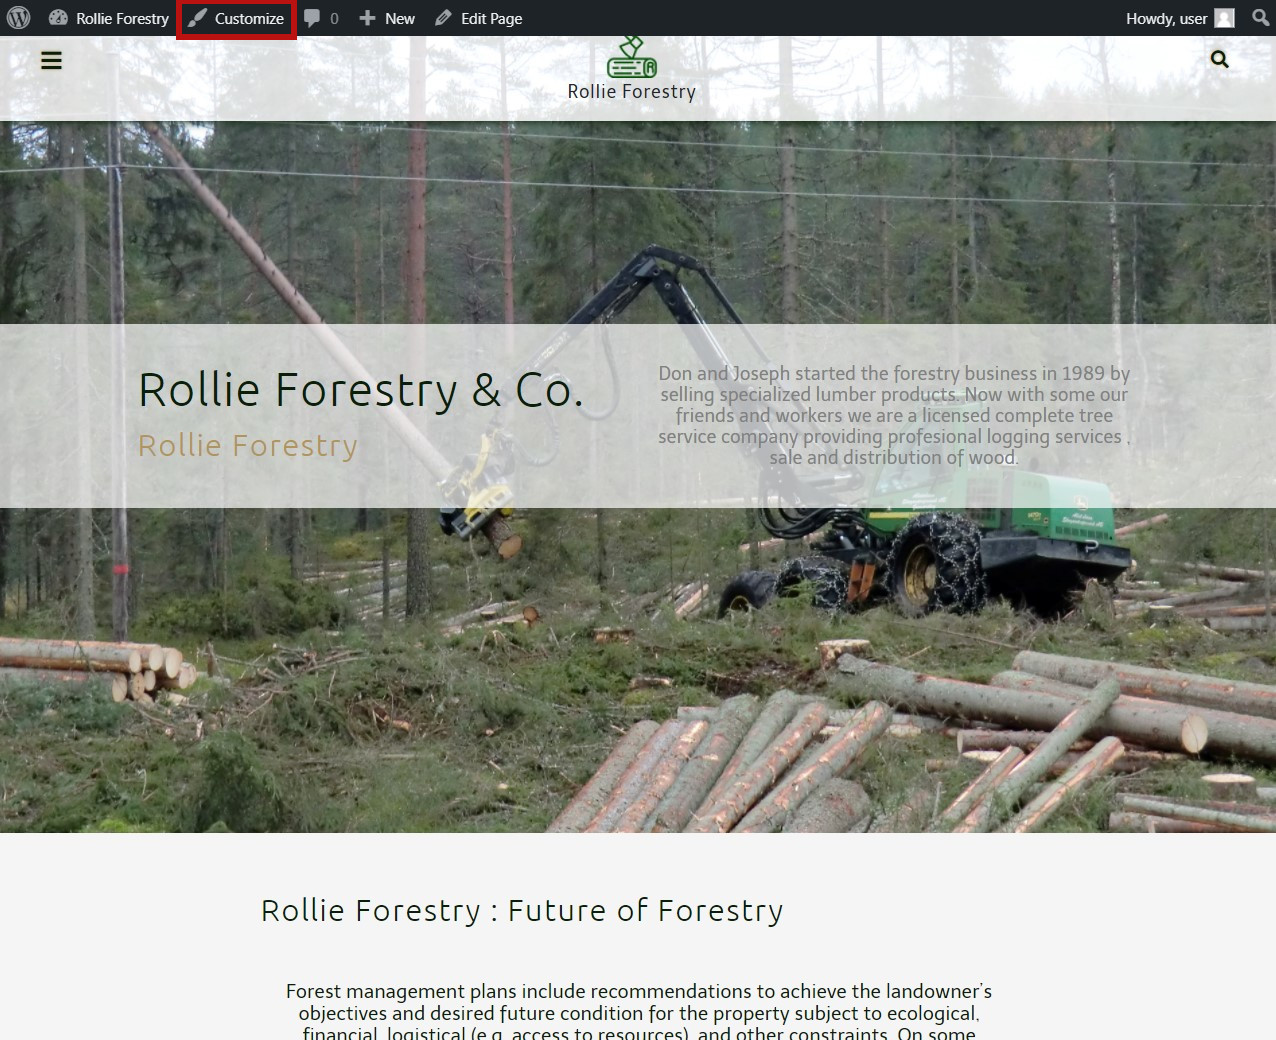 Rollie Forestry
Customize
0
New
Edit Page
Howdy, user
Rollie Forestry
Rollie Forestry & Co.
Rollie Forestry
Don and Joseph started the forestry business in 1989 by
selling specialized lumber products. Now with some our
friends and workers we are a licensed complete tree
service company providing profesional logging services ,
sale and distribution of wood.
Rollie Forestry : Future of Forestry
Forest management plans include recommendations to achieve the landowner's
objectives and desired future condition for the property subject to ecological,
financial, logistical (e.g. access to resources), and other constraints. On some